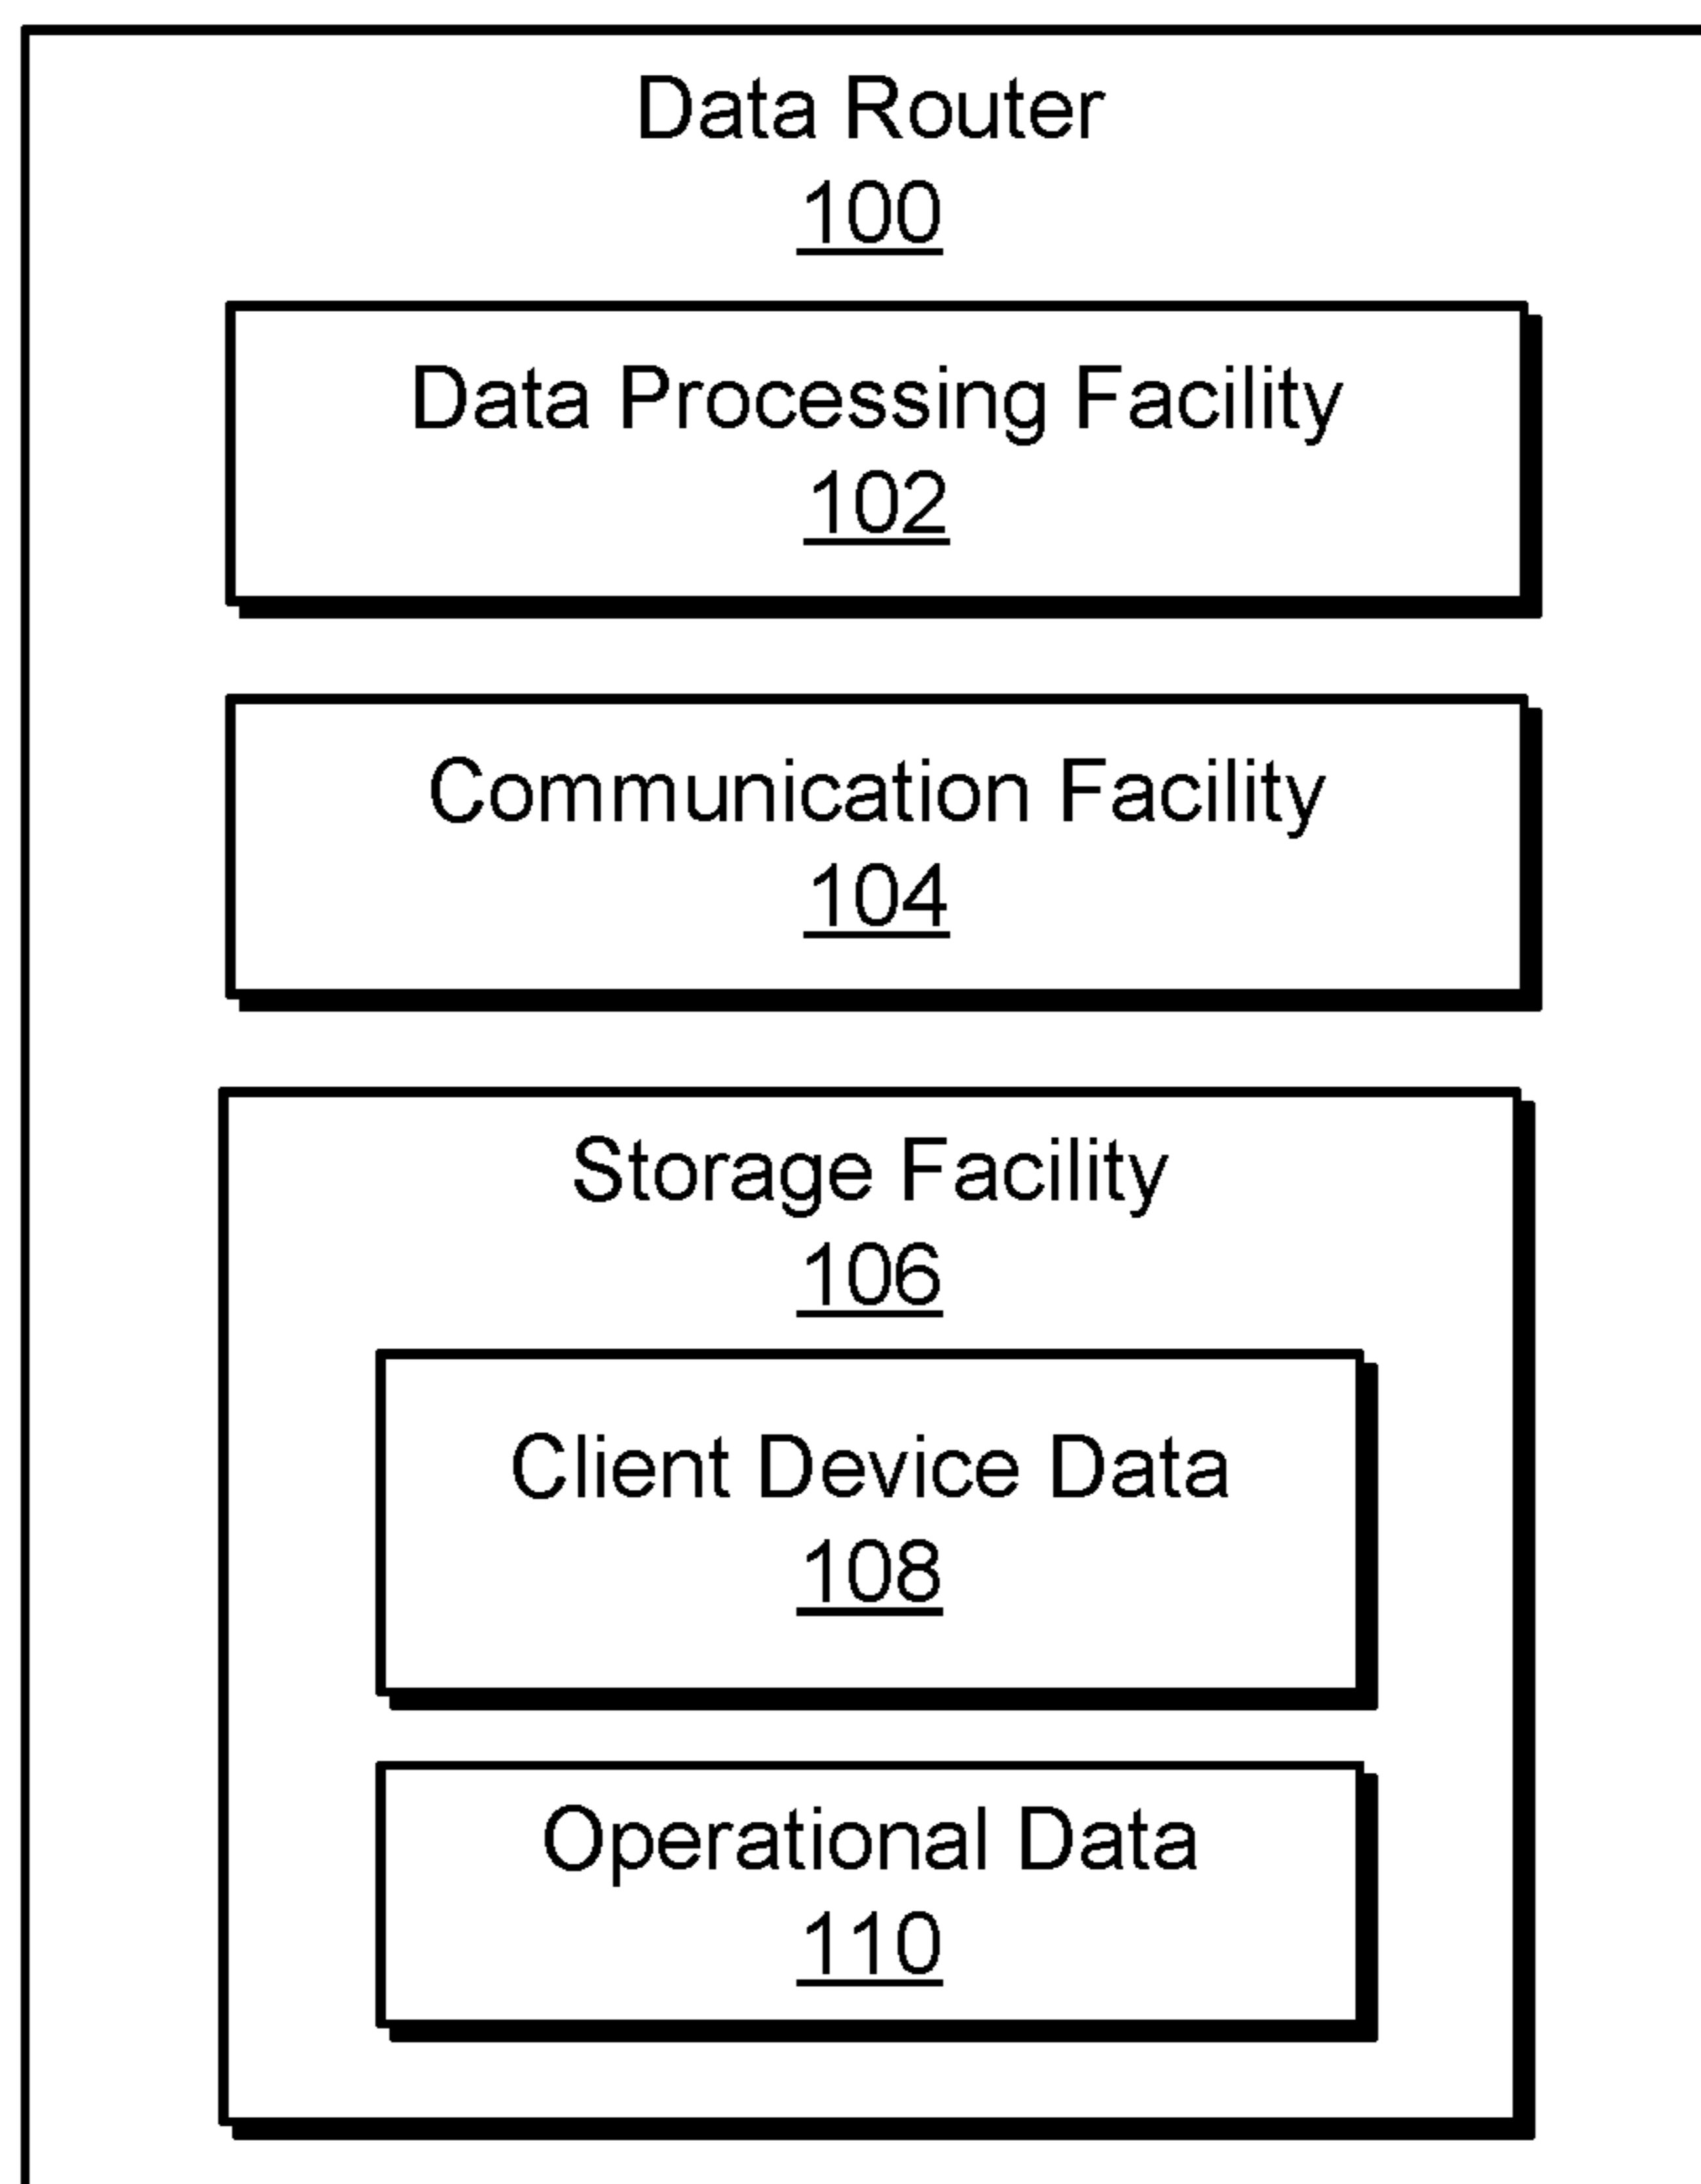 Data Router
100
Data Processing Facility
102
Communication Facility
104
Storage Facility
106
Client Device Data
108
Operational Data
110